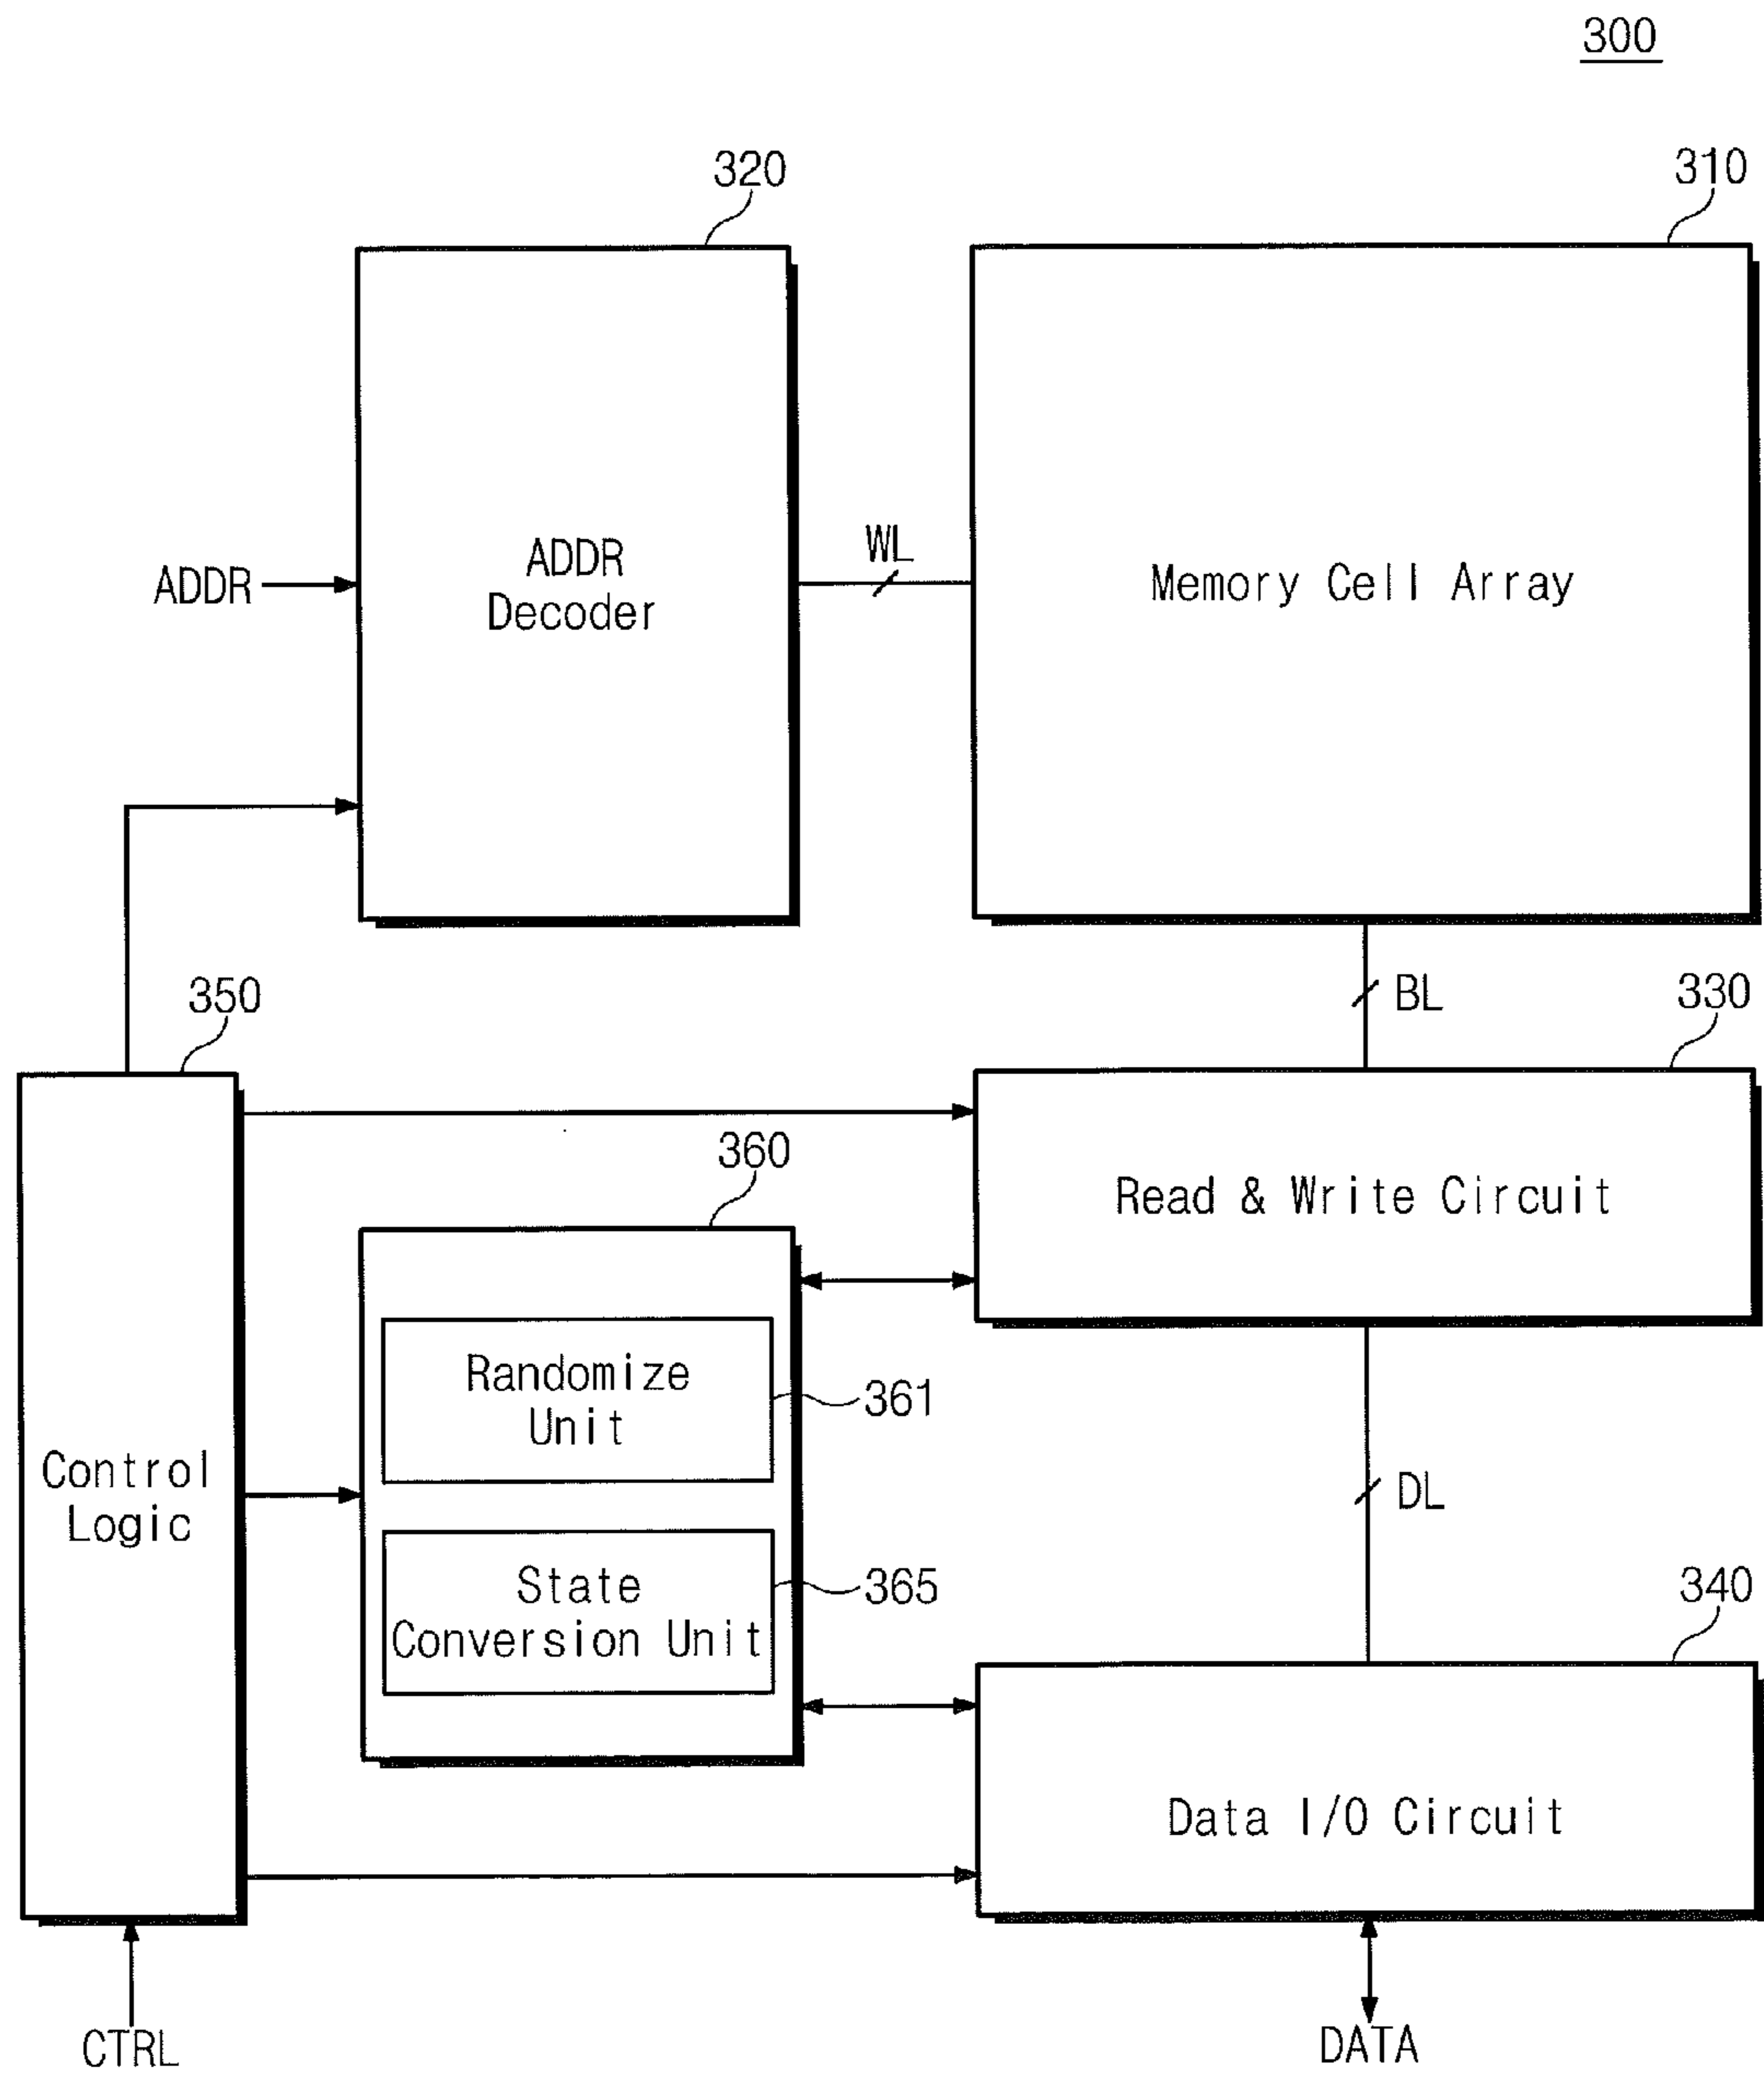 300
320
310
ADDR
ADDR
Decoder
WL
Memory Cell Array
350
BL
330
360
Read & Write Circuit
Randomize
Unit
361
Control
Logic
DL
State
Conversion Unit
365
340
Data I/O Circuit
CTRL
DATA